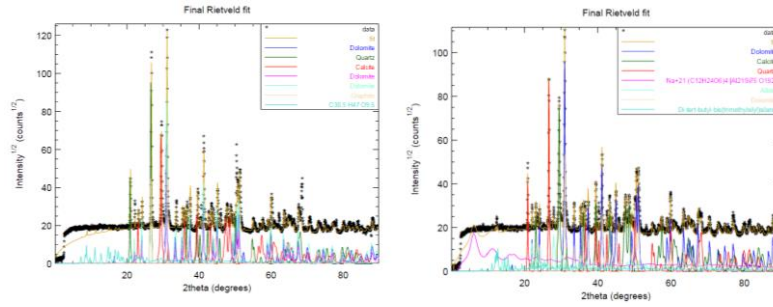 Final Rietveld fit
data
fit
Dolomite
Quartz
Calcite
Dolomite
Dolomite
Graphite
Intensity^1/2 (counts^1/2)
120
100
80
60
40
20
0
20
40
60
80
2theta (degrees)
Final Rietveld fit
data
Dolomite
Calcite
Quartz
Intensity^1/2 (counts^1/2)
100
80
60
40
20
0
20
40
60
80
2theta (degrees)